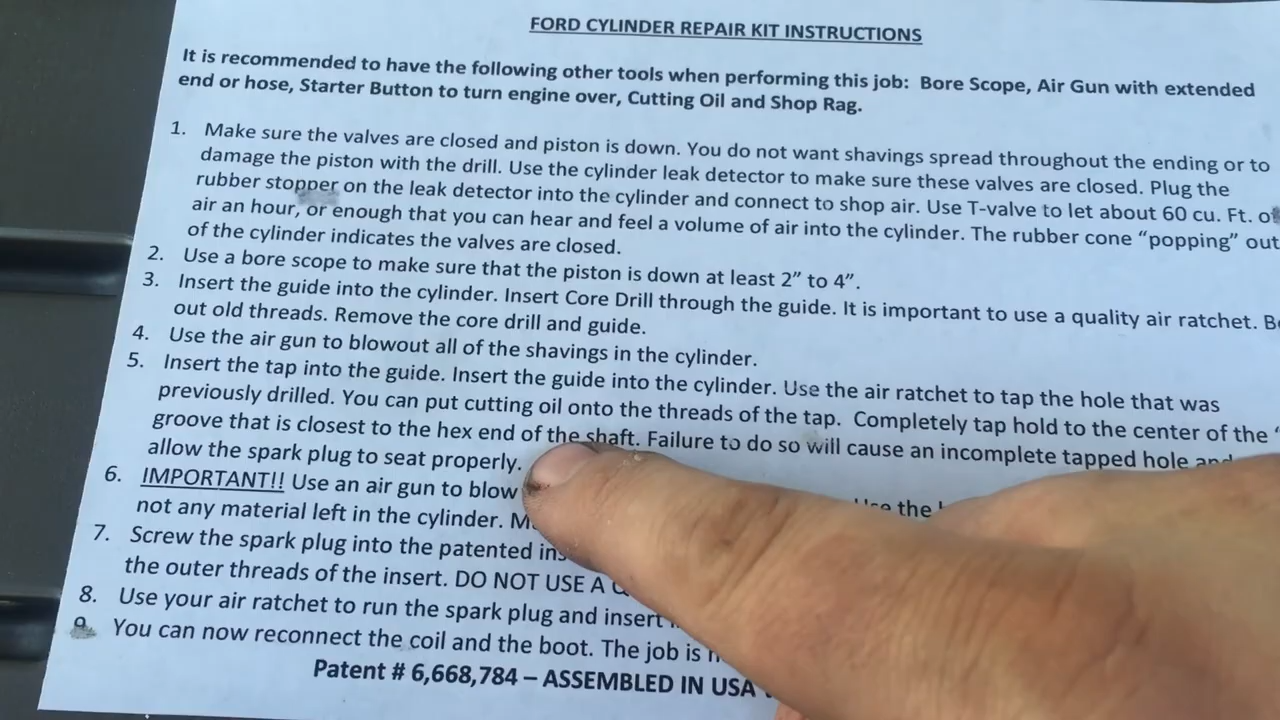 FORD CYLINDER REPAIR KIT INSTRUCTIONS
It is recommended to have the following other tools when performing this job: Bore Scope, Air Gun with extended
end or hose, Starter Button to turn engine over, Cutting Oil and Shop Rag.
1. Make sure the valves are closed and piston is down. You do not want shavings spread throughout the ending or to
damage the piston with the drill. Use the cylinder leak detector to make sure these valves are closed. Plug the
rubber stopper on the leak detector into the cylinder and connect to shop air. Use T-valve to let about 60 cu. Ft. of
air an hour, or enough that you can hear and feel a volume of air into the cylinder. The rubber cone “popping” out
of the cylinder indicates the valves are closed.
2. Use a bore scope to make sure that the piston is down at least 2” to 4”.
3. Insert the guide into the cylinder. Insert Core Drill through the guide. It is important to use a quality air ratchet.
out old threads. Remove the core drill and guide.
4. Use the air gun to blowout all of the shavings in the cylinder.
5. Insert the tap into the guide. Insert the guide into the cylinder. Use the air ratchet to tap the hole that was
previously drilled. You can put cutting oil onto the threads of the tap. Completely tap hold to the center of the
groove that is closest to the hex end of the shaft. Failure to do so will cause an incomplete tapped hole and
allow the spark plug to seat properly.
6. IMPORTANT!! Use an air gun to blow the
not any material left in the cylinder.
7. Screw the spark plug into the patented
the outer threads of the insert. DO NOT USE A
8. Use your air ratchet to run the spark plug and insert
9. You can now reconnect the coil and the boot. The job is
Patent # 6,668,784 – ASSEMBLED IN USA